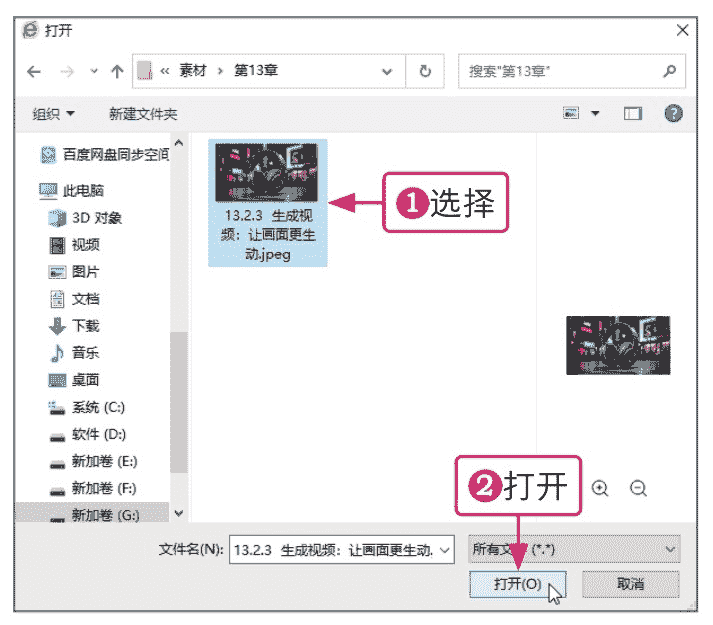 打开
« 素材 › 第13章
搜索"第13章"
组织 新建文件夹
百度网盘同步空间
此电脑
3D 对象
视频
图片
文档
下载
音乐
桌面
系统 (C:)
软件 (D:)
新加卷 (E:)
新加卷 (F:)
新加卷 (G:)
13.2.3 生成视
频：让画面更生
动.jpeg
❶选择
❷打开
文件名(N): 13.2.3 生成视频：让画面更生动.
所有文 (*.*)
打开(O) 取消